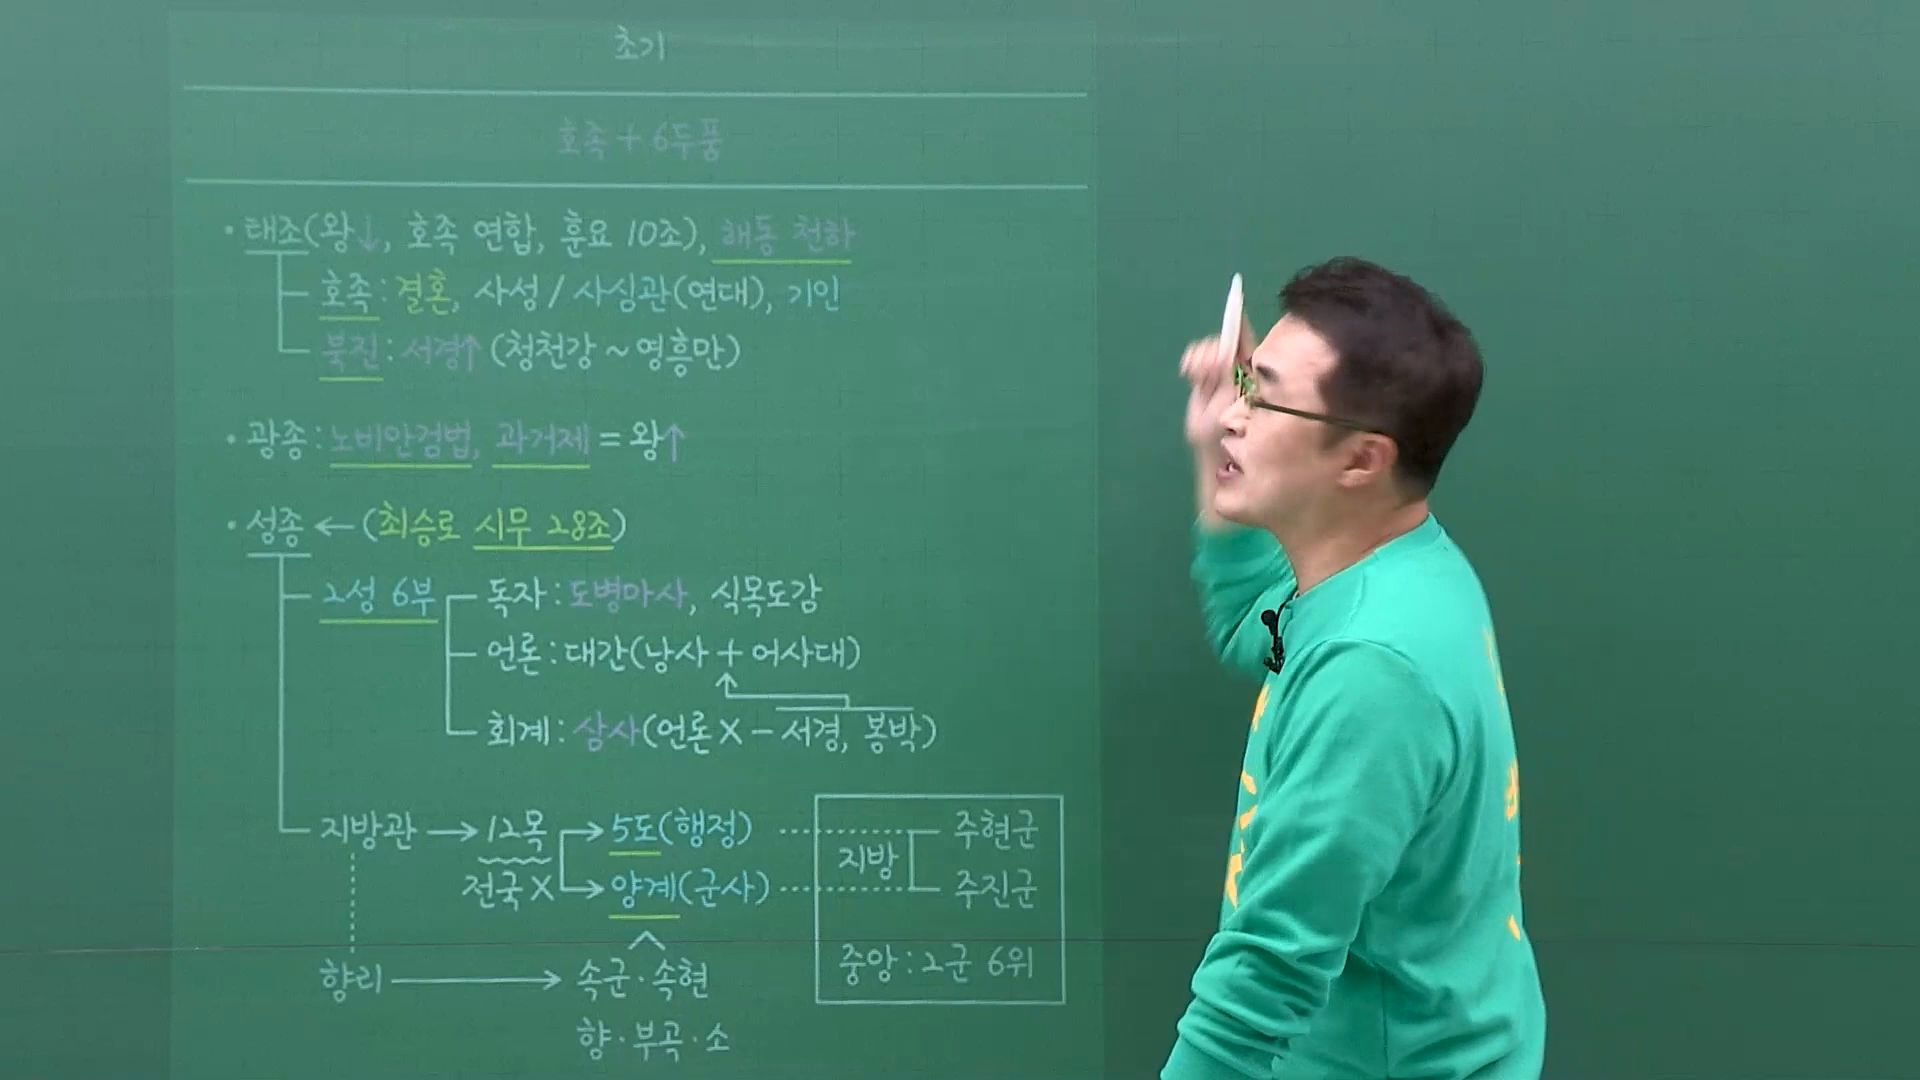 초기
호족 + 6두품
· 태조(왕↓, 호족 연합, 훈요 10조), 해동 천하
호족 : 결혼, 사성 / 사심관(연대), 기인
북진 : 서경↑ (청천강 ~ 영흥만)
· 광종 : 노비안검법, 과거제 = 왕↑
· 성종 ← (최승로 시무 28조)
2성 6부
독자 : 도병마사, 식목도감
언론 : 대간(낭사 + 어사대)
회계 : 삼사(언론 X - 서경, 봉박)
지방관 → 12목 → 5도(행정)
전국 X → 양계(군사)
지방
주현군
주진군
중앙 : 2군 6위
향리 → 속군 · 속현
향 · 부곡 · 소